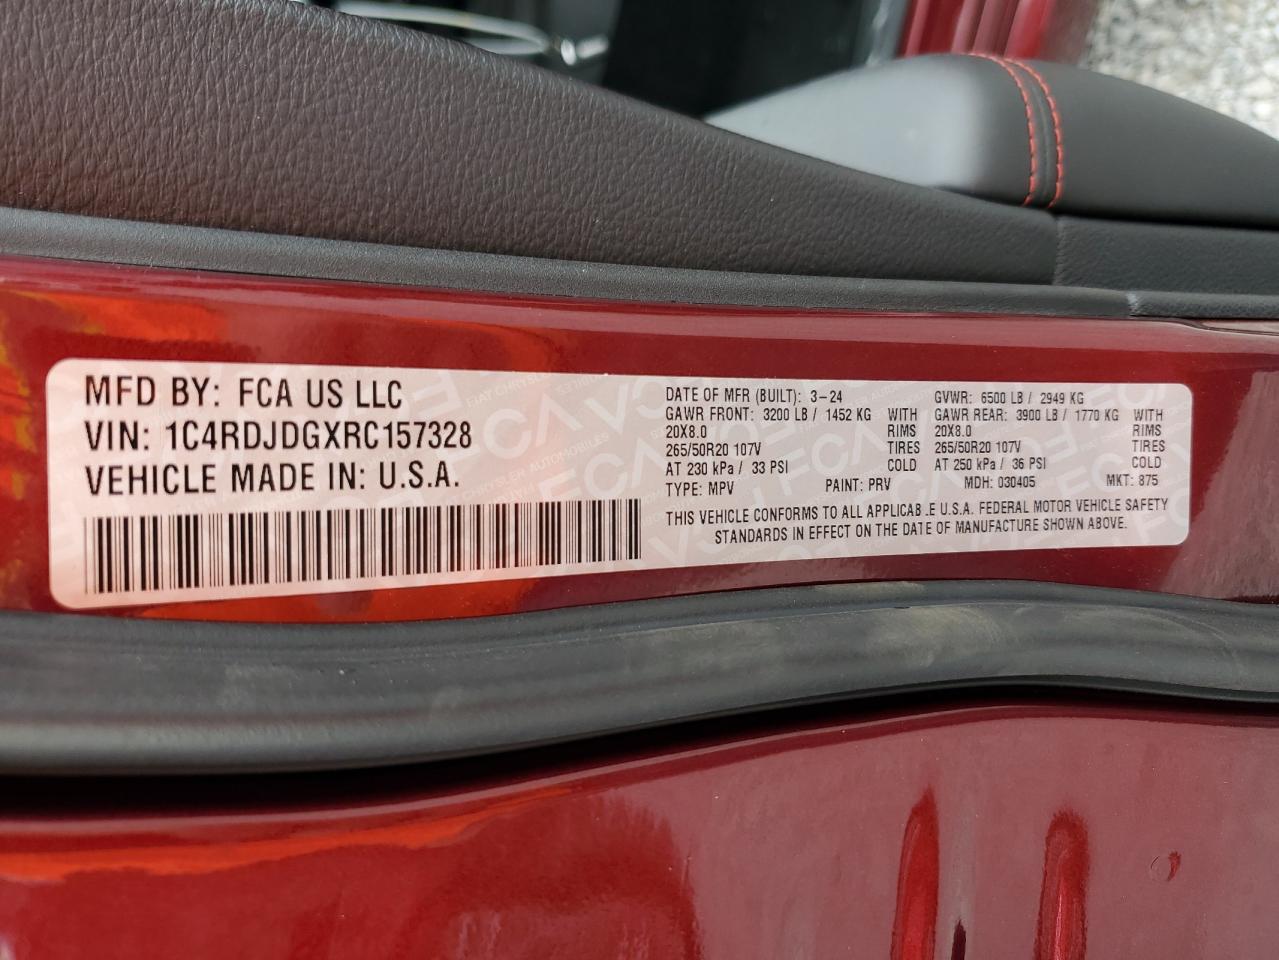 MFD BY: FCA US LLC
VIN: 1C4RDJDGXRC157328
VEHICLE MADE IN: U.S.A.
DATE OF MFR (BUILT): 3-24
GAWR FRONT: 3200 LB / 1452 KG WITH
20X8.0 RIMS
265/50R20 107V TIRES
AT 230 kPa / 33 PSI COLD
TYPE: MPV PAINT: PRV
GVWR: 6500 LB / 2949 KG
GAWR REAR: 3900 LB / 1770 KG WITH
20X8.0 RIMS
265/50R20 107V TIRES
AT 250 kPa / 36 PSI COLD
MDH: 030405 MKT: 875
THIS VEHICLE CONFORMS TO ALL APPLICAB.E U.S.A. FEDERAL MOTOR VEHICLE SAFETY
STANDARDS IN EFFECT ON THE DATE OF MANUFACTURE SHOWN ABOVE.